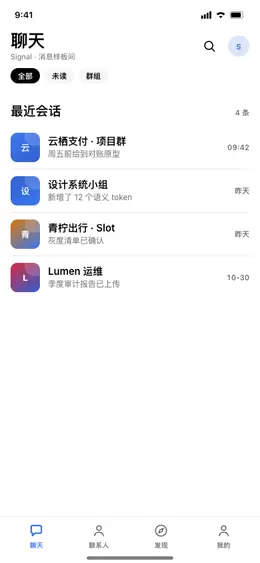 9:41
聊天
Signal · 消息样板间
S
全部
未读
群组
最近会话
4 条
云
云栖支付 · 项目群
周五前给到对账原型
09:42
设
设计系统小组
新增了 12 个语义 token
昨天
青
青柠出行 · Slot
灰度清单已确认
昨天
L
Lumen 运维
季度审计报告已上传
10-30
聊天
联系人
发现
我的